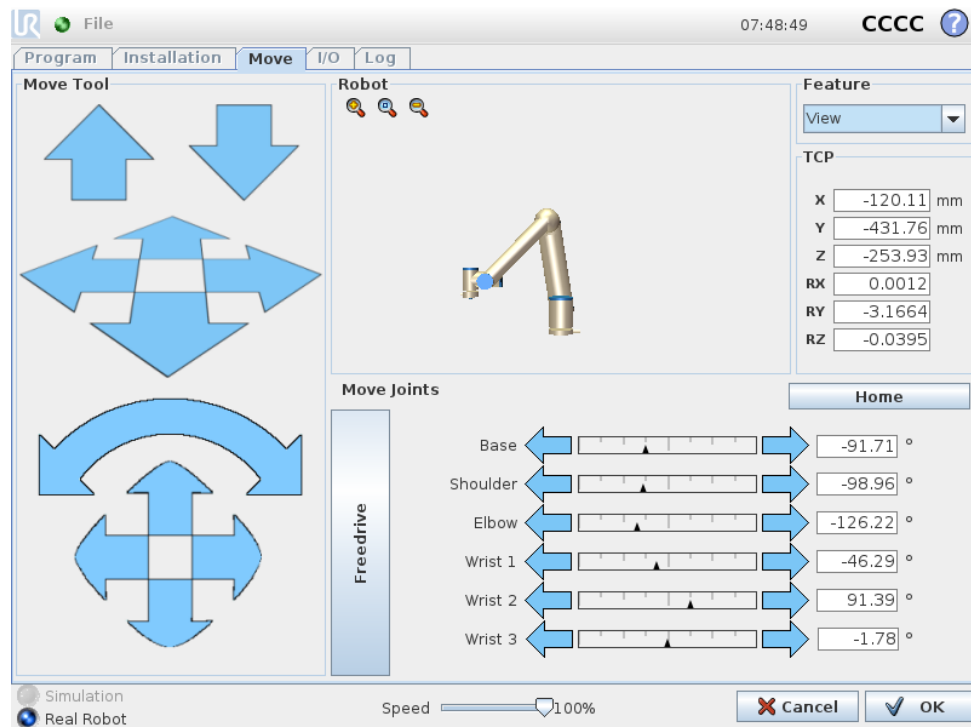 UR File 07:48:49 CCCC ?
Program Installation Move I/O Log
Move Tool
Robot
Feature
View
TCP
X -120.11 mm
Y -431.76 mm
Z -253.93 mm
RX 0.0012
RY -3.1664
RZ -0.0395
Move Joints
Home
Freedrive
Base -91.71 °
Shoulder -98.96 °
Elbow -126.22 °
Wrist 1 -46.29 °
Wrist 2 91.39 °
Wrist 3 -1.78 °
Simulation
Real Robot
Speed 100%
Cancel OK